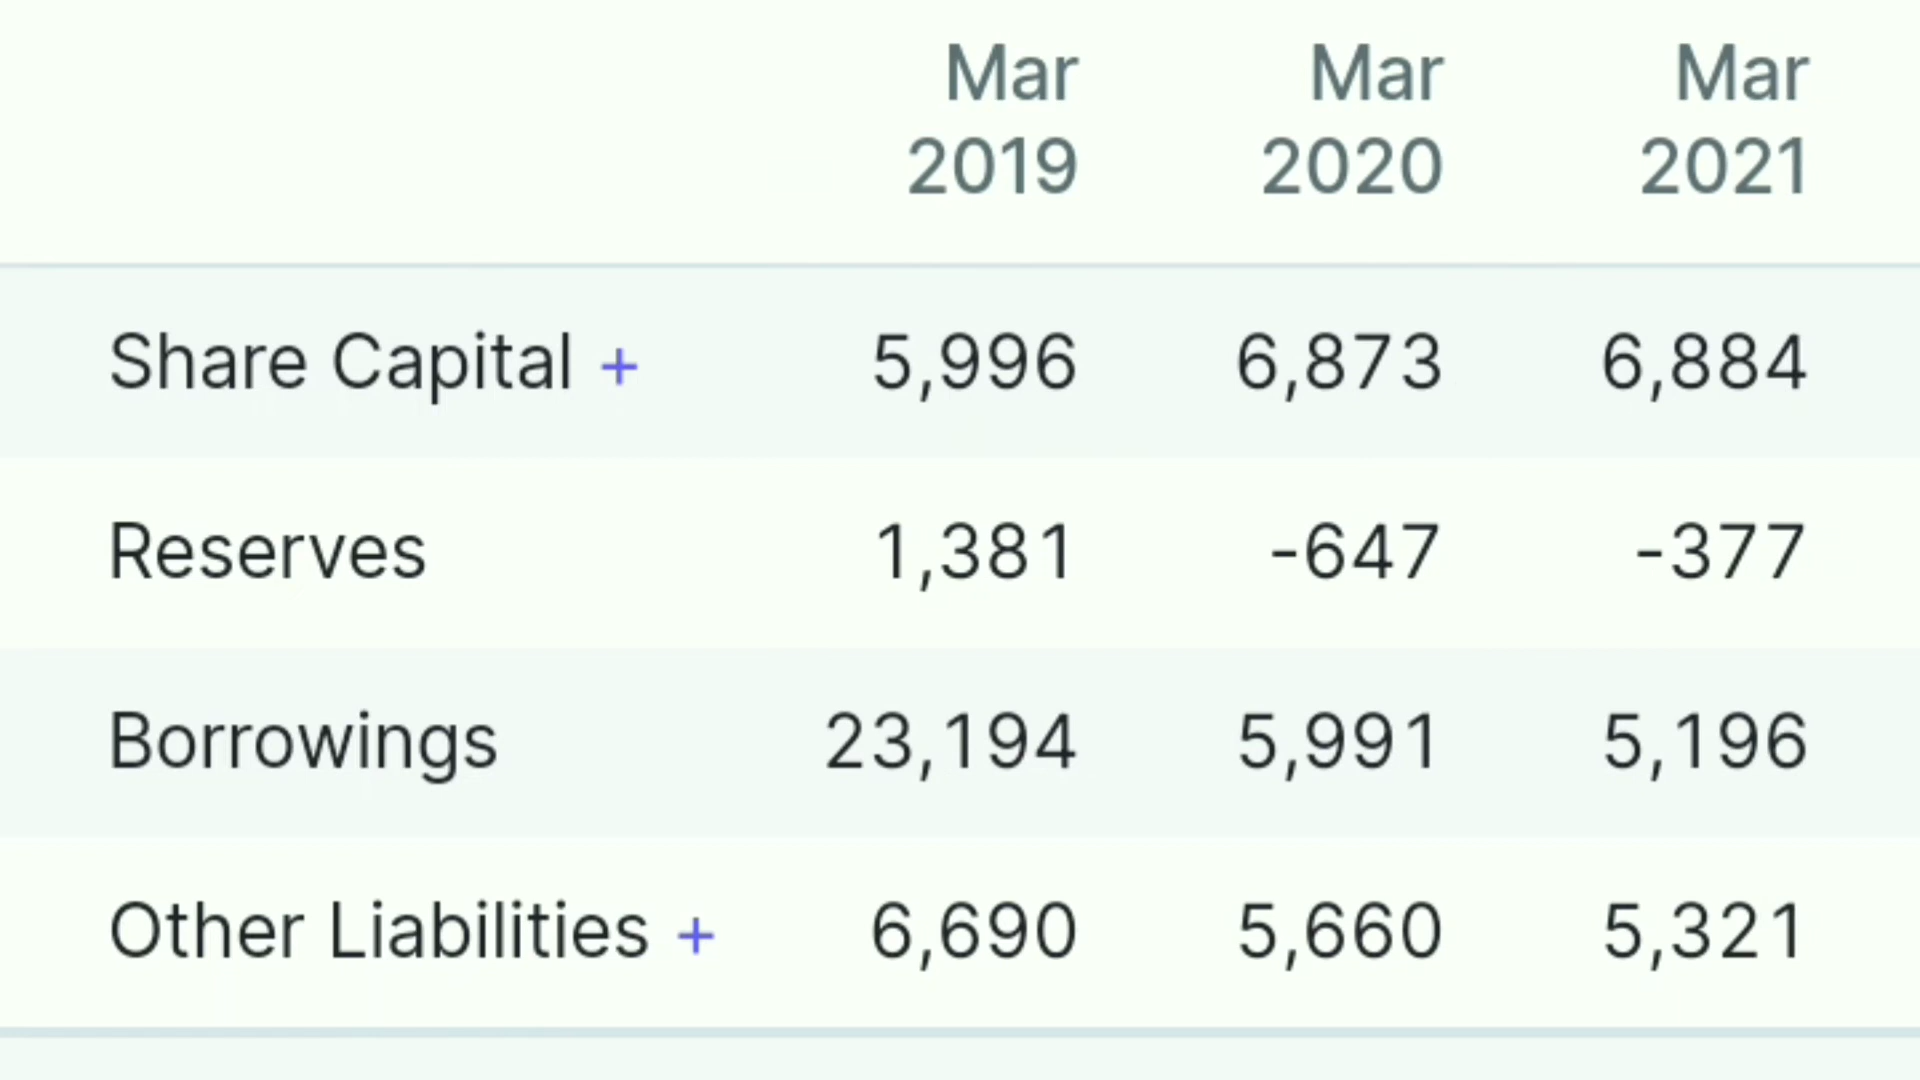 Mar Mar Mar
2019 2020 2021
Share Capital + 5,996 6,873 6,884
Reserves 1,381 -647 -377
Borrowings 23,194 5,991 5,196
Other Liabilities + 6,690 5,660 5,321